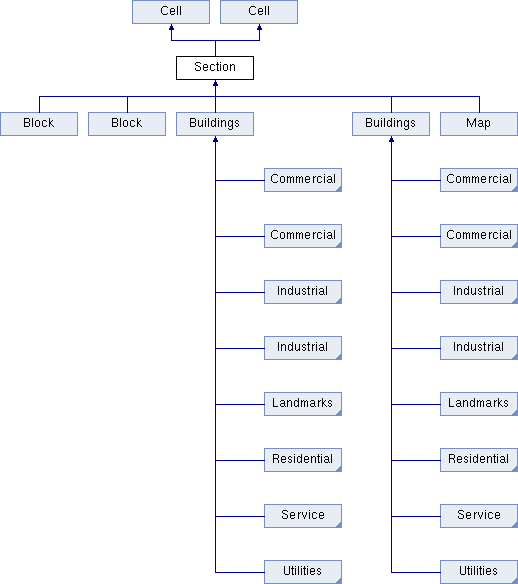 Cell Cell
Section
Block Block Buildings Buildings Map
Commercial Commercial
Commercial Commercial
Industrial Industrial
Industrial Industrial
Landmarks Landmarks
Residential Residential
Service Service
Utilities Utilities